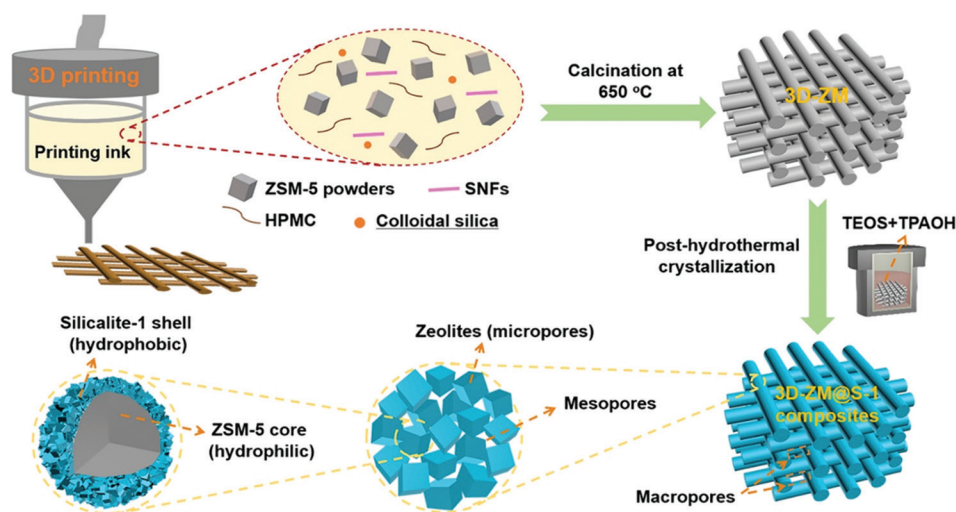 3D printing
Printing ink
ZSM-5 powders
SNFs
HPMC
Colloidal silica
Calcination at
650 °C
3D-ZM
Post-hydrothermal
crystallization
TEOS+TPAOH
Silicalite-1 shell
(hydrophobic)
ZSM-5 core
(hydrophilic)
Zeolites (micropores)
Mesopores
3D-ZM@S-1
composites
Macropores